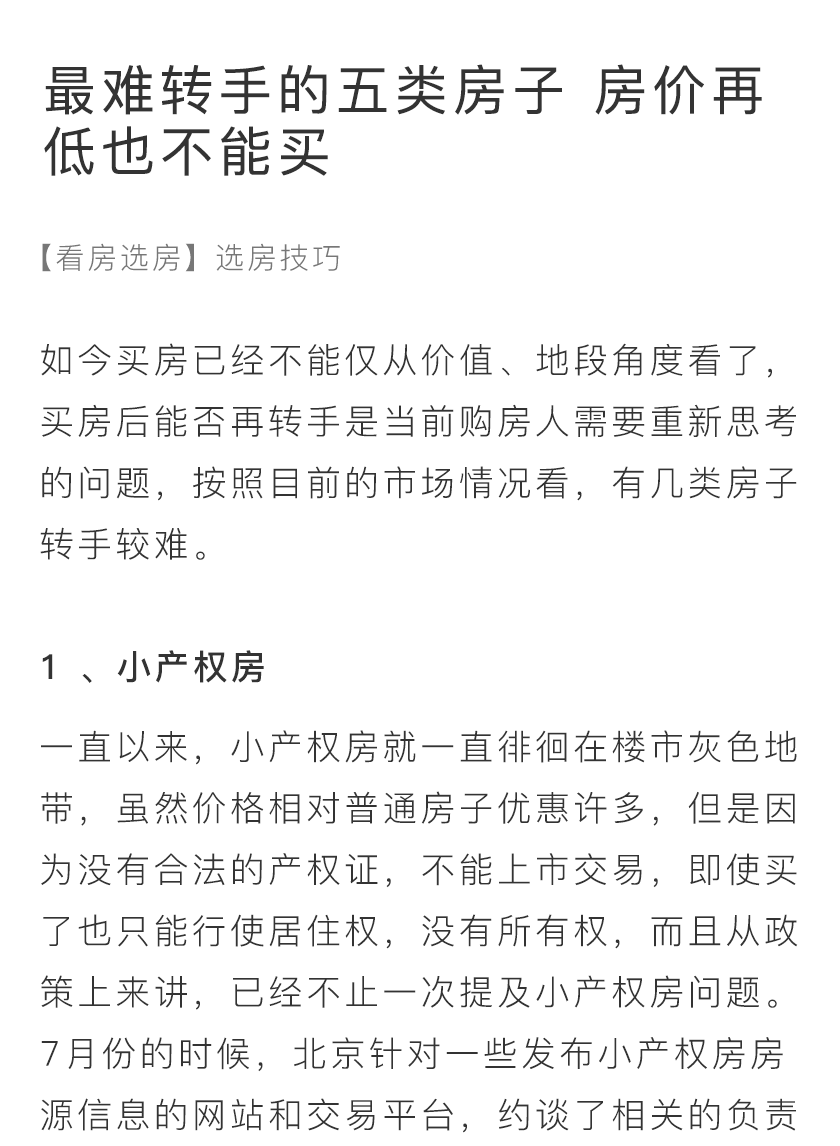 最难转手的五类房子 房价再
低也不能买
【看房选房】选房技巧
如今买房已经不能仅从价值、地段角度看了，
买房后能否再转手是当前购房人需要重新思考
的问题，按照目前的市场情况看，有几类房子
转手较难。
1 、小产权房
一直以来，小产权房就一直徘徊在楼市灰色地
带，虽然价格相对普通房子优惠许多，但是因
为没有合法的产权证，不能上市交易，即使买
了也只能行使居住权，没有所有权，而且从政
策上来讲，已经不止一次提及小产权房问题。
7月份的时候，北京针对一些发布小产权房房
源信息的网站和交易平台，约谈了相关的负责